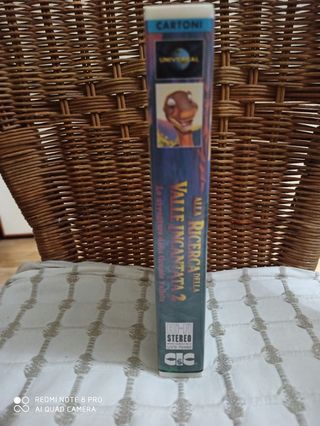 CARTONI
UNIVERSAL
ALLA RICERCA DELLA
VALLE INCANTATA 2
STEREO
CIC
REDMI NOTE 8 PRO
AI QUAD CAMERA